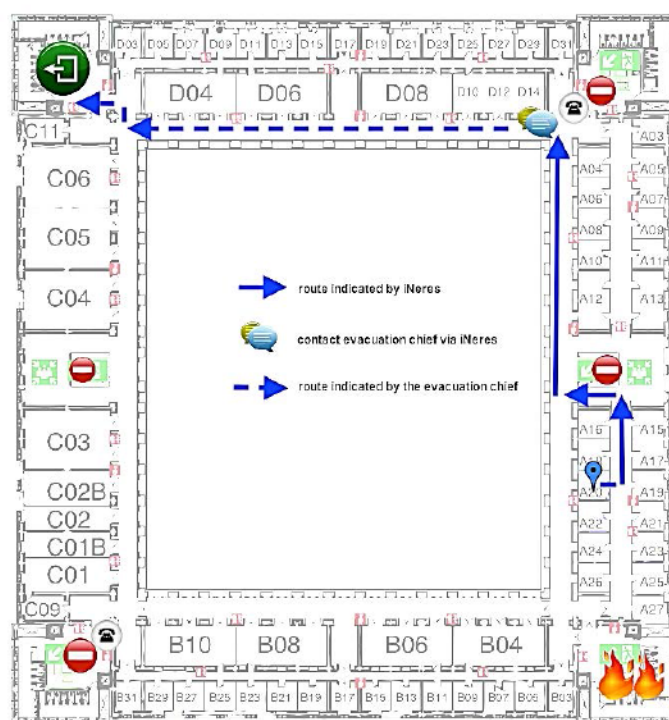 D03 D05 D07 D09 D11 D13 D15 D17 D19 D21 D23 D25 D27 D29 D31
D04 D06 D08 D10 D12 D14
C11
A03
C06
A04 A05
A06 A07
C05
A08 A09
A10 A11
C04
A12 A13
route indicated by iNeres
contact evacuation chief via iNeres
route indicated by the evacuation chief
C03
A16 A15
A17
C02B
A20 A19
C02
A22 A21
C01B
A24 A23
C01
A26 A25
C09
A27
B10 B08 B06 B04
B31 B29 B27 B25 B23 B21 B19 B17 B15 B13 B11 B09 B07 B05 B03